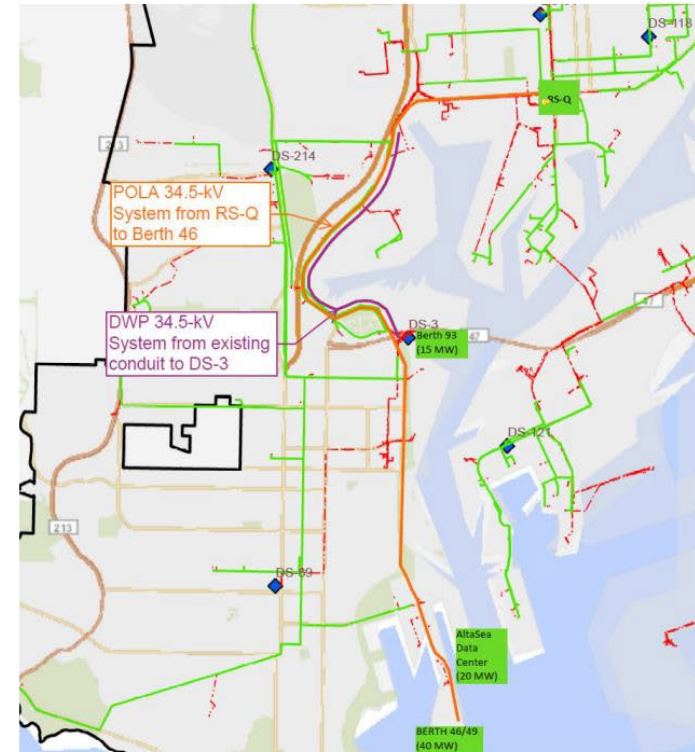 DS-118
RS-Q
213
DS-214
POLA 34.5-kV
System from RS-Q
to Berth 46
DWP 34.5-kV
System from existing
conduit to DS-3
DS-3
Berth 93
(15 MW)
47
47
DS-121
213
DS-69
AltaSea
Data
Center
(20 MW)
BERTH 46/49
(40 MW)